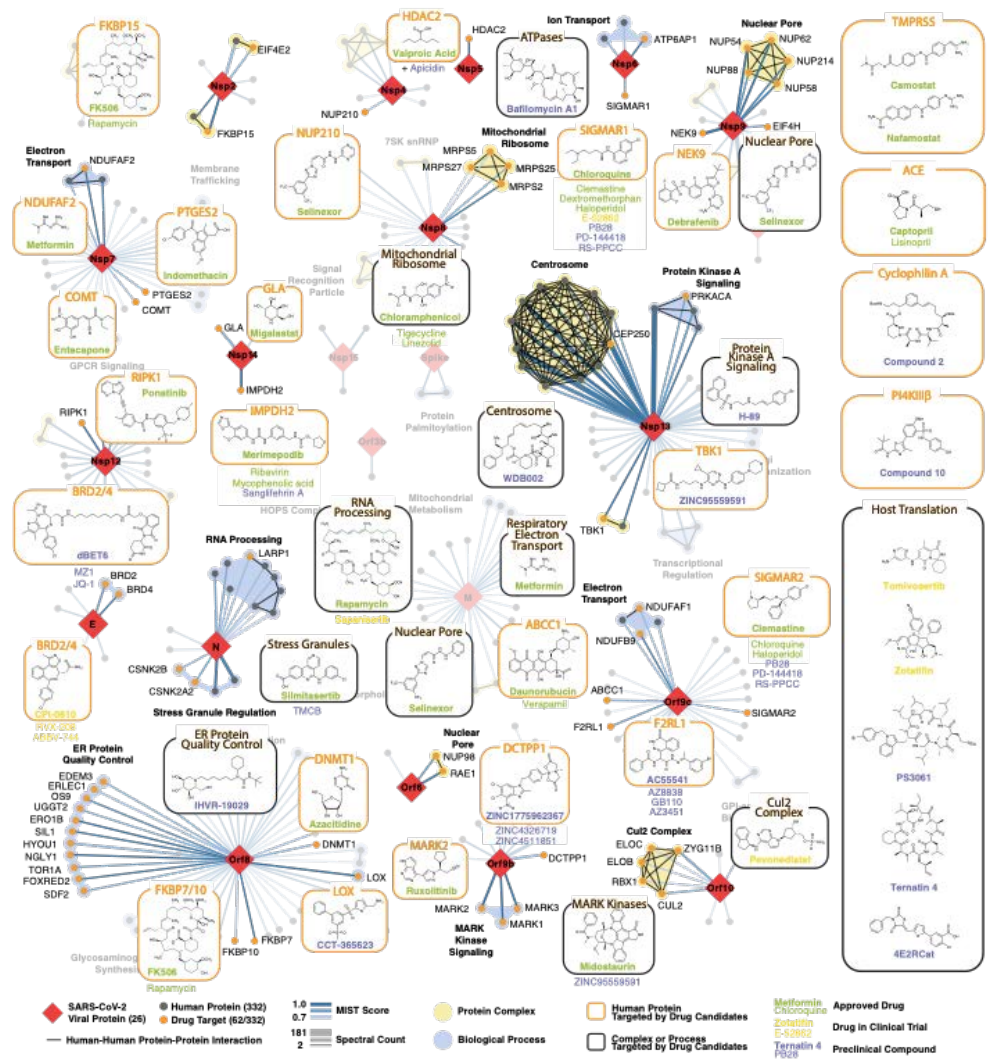 FKBP15
FK506
Rapamycin
EIF4E2
Nsp2
FKBP15
HDAC2
Valproic Acid
+ Apicidin
HDAC2
Nsp5
Nsp4
NUP210
ATPases
Bafilomycin A1
Ion Transport
ATP6AP1
Nsp6
SIGMAR1
Nuclear Pore
NUP54
NUP62
NUP88
NUP214
NUP58
Nsp9
EIF4H
NEK9
TMPRSS
Camostat
Nafamostat
Electron
Transport
NDUFAF2
NDUFAF2
Metformin
Membrane
Trafficking
PTGES2
Indomethacin
Nsp7
PTGES2
COMT
COMT
Entacapone
NUP210
Selinexor
7SK snRNP
Mitochondrial
Ribosome
MRPS5
MRPS27
MRPS25
MRPS2
Nsp8
SIGMAR1
Chloroquine
Clemastine
Dextromethorphan
Haloperidol
E-52862
PB28
PD-144418
RS-PPCC
NEK9
Debrafenib
Nuclear Pore
Selinexor
ACE
Captopril
Lisinopril
Signal
Recognition
Particle
Mitochondrial
Ribosome
Chloramphenicol
Tigecycline
Linezolid
GLA
Migalastat
GLA
Nsp14
IMPDH2
Nsp15
Spike
Protein
Palmitoylation
Centrosome
CEP250
Protein Kinase A
Signaling
PRKACA
Protein
Kinase A
Signaling
H-89
Nsp13
Cyclophilin A
Compound 2
GPCR Signaling
RIPK1
Ponatinib
RIPK1
Nsp12
BRD2/4
dBET6
MZ1
JQ-1
IMPDH2
Merimepodib
Ribavirin
Mycophenolic acid
Sanglifehrin A
Orf3b
HOPS Compl
Centrosome
WDB002
TBK1
ZINC95559591
TBK1
Transcriptional
Regulation
PI4KIIIβ
Compound 10
BRD2
BRD4
E
BRD2/4
CPI-0610
RNA Processing
LARP1
N
CSNK2B
CSNK2A2
Stress Granule Regulation
RNA
Processing
Rapamycin
Sapanisertib
Mitochondrial
Metabolism
M
Respiratory
Electron
Transport
Metformin
Stress Granules
Silmitasertib
TMCB
Nuclear Pore
Selinexor
ABCC1
Daunorubucin
Verapamil
Electron
Transport
NDUFAF1
NDUFB9
ABCC1
Orf9c
F2RL1
SIGMAR2
SIGMAR2
Clemastine
Chloroquine
Haloperidol
PB28
PD-144418
RS-PPCC
F2RL1
AC55541
AZ8838
GB110
AZ3451
Host Translation
Tomivosertib
Zotatifin
PS3061
Ternatin 4
4E2RCat
ER Protein
Quality Control
EDEM3
ERLEC1
OS9
UGGT2
ERO1B
SIL1
HYOU1
NGLY1
TOR1A
FOXRED2
SDF2
ER Protein
Quality Control
IHVR-19029
DNMT1
Azacitidine
DNMT1
Orf8
LOX
LOX
CCT-365623
FKBP7/10
FK506
Rapamycin
FKBP10
FKBP7
Glycosaminog
Synthesi
Nuclear
Pore
NUP98
RAE1
Orf6
DCTPP1
ZINC1775962367
ZINC4326719
ZINC4511851
MARK2
Ruxolitinib
Orf9b
DCTPP1
MARK2
MARK3
MARK1
MARK
Kinase
Signaling
MARK Kinases
Midostaurin
ZINC95559591
Cul2 Complex
ELOC
ZYG11B
ELOB
RBX1
CUL2
Orf10
Cul2
Complex
Pevonedistat
SARS-CoV-2
Viral Protein (26)
Human Protein (332)
Drug Target (62/332)
Human-Human Protein-Protein Interaction
1.0
0.7
MIST Score
181
2
Spectral Count
Protein Complex
Biological Process
Human Protein
Targeted by Drug Candidates
Complex or Process
Targeted by Drug Candidates
Metformin
Chloroquine
Approved Drug
Zotatifin
E-52862
Drug in Clinical Trial
Ternatin 4
PB28
Preclinical Compound